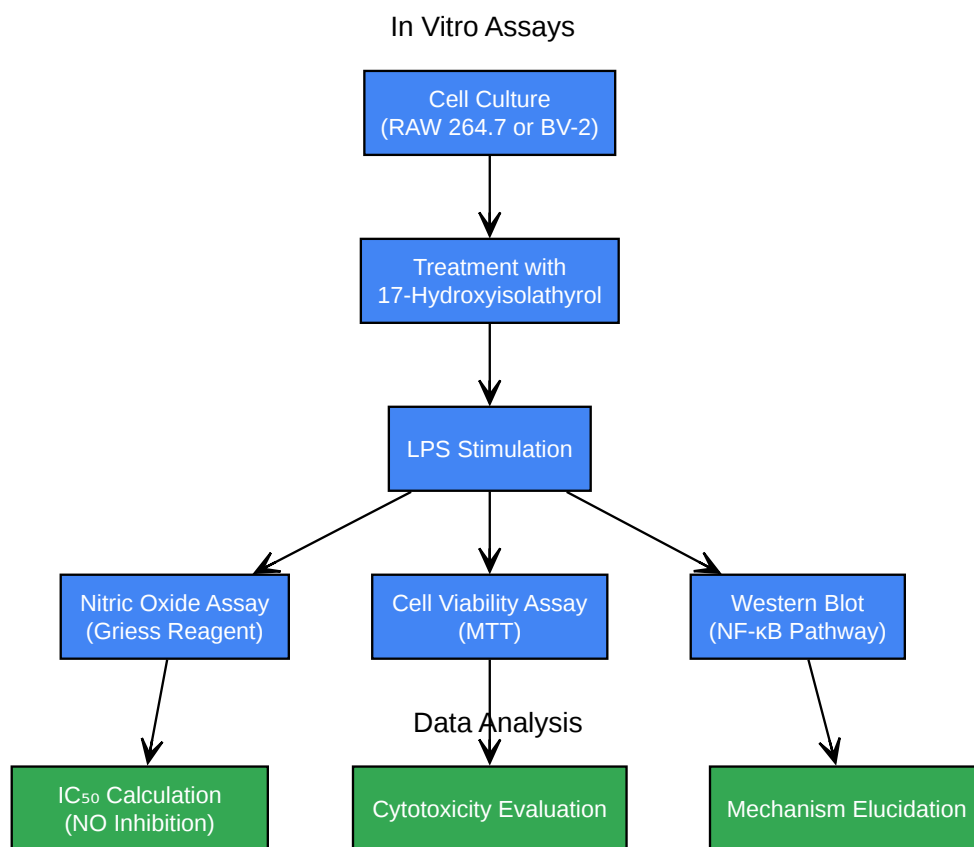 In Vitro Assays
Cell Culture
(RAW 264.7 or BV-2)
Treatment with
17-Hydroxyisolathyrol
LPS Stimulation
Nitric Oxide Assay
(Griess Reagent)
Cell Viability Assay
(MTT)
Western Blot
(NF-κB Pathway)
Data Analysis
IC₅₀ Calculation
(NO Inhibition)
Cytotoxicity Evaluation
Mechanism Elucidation